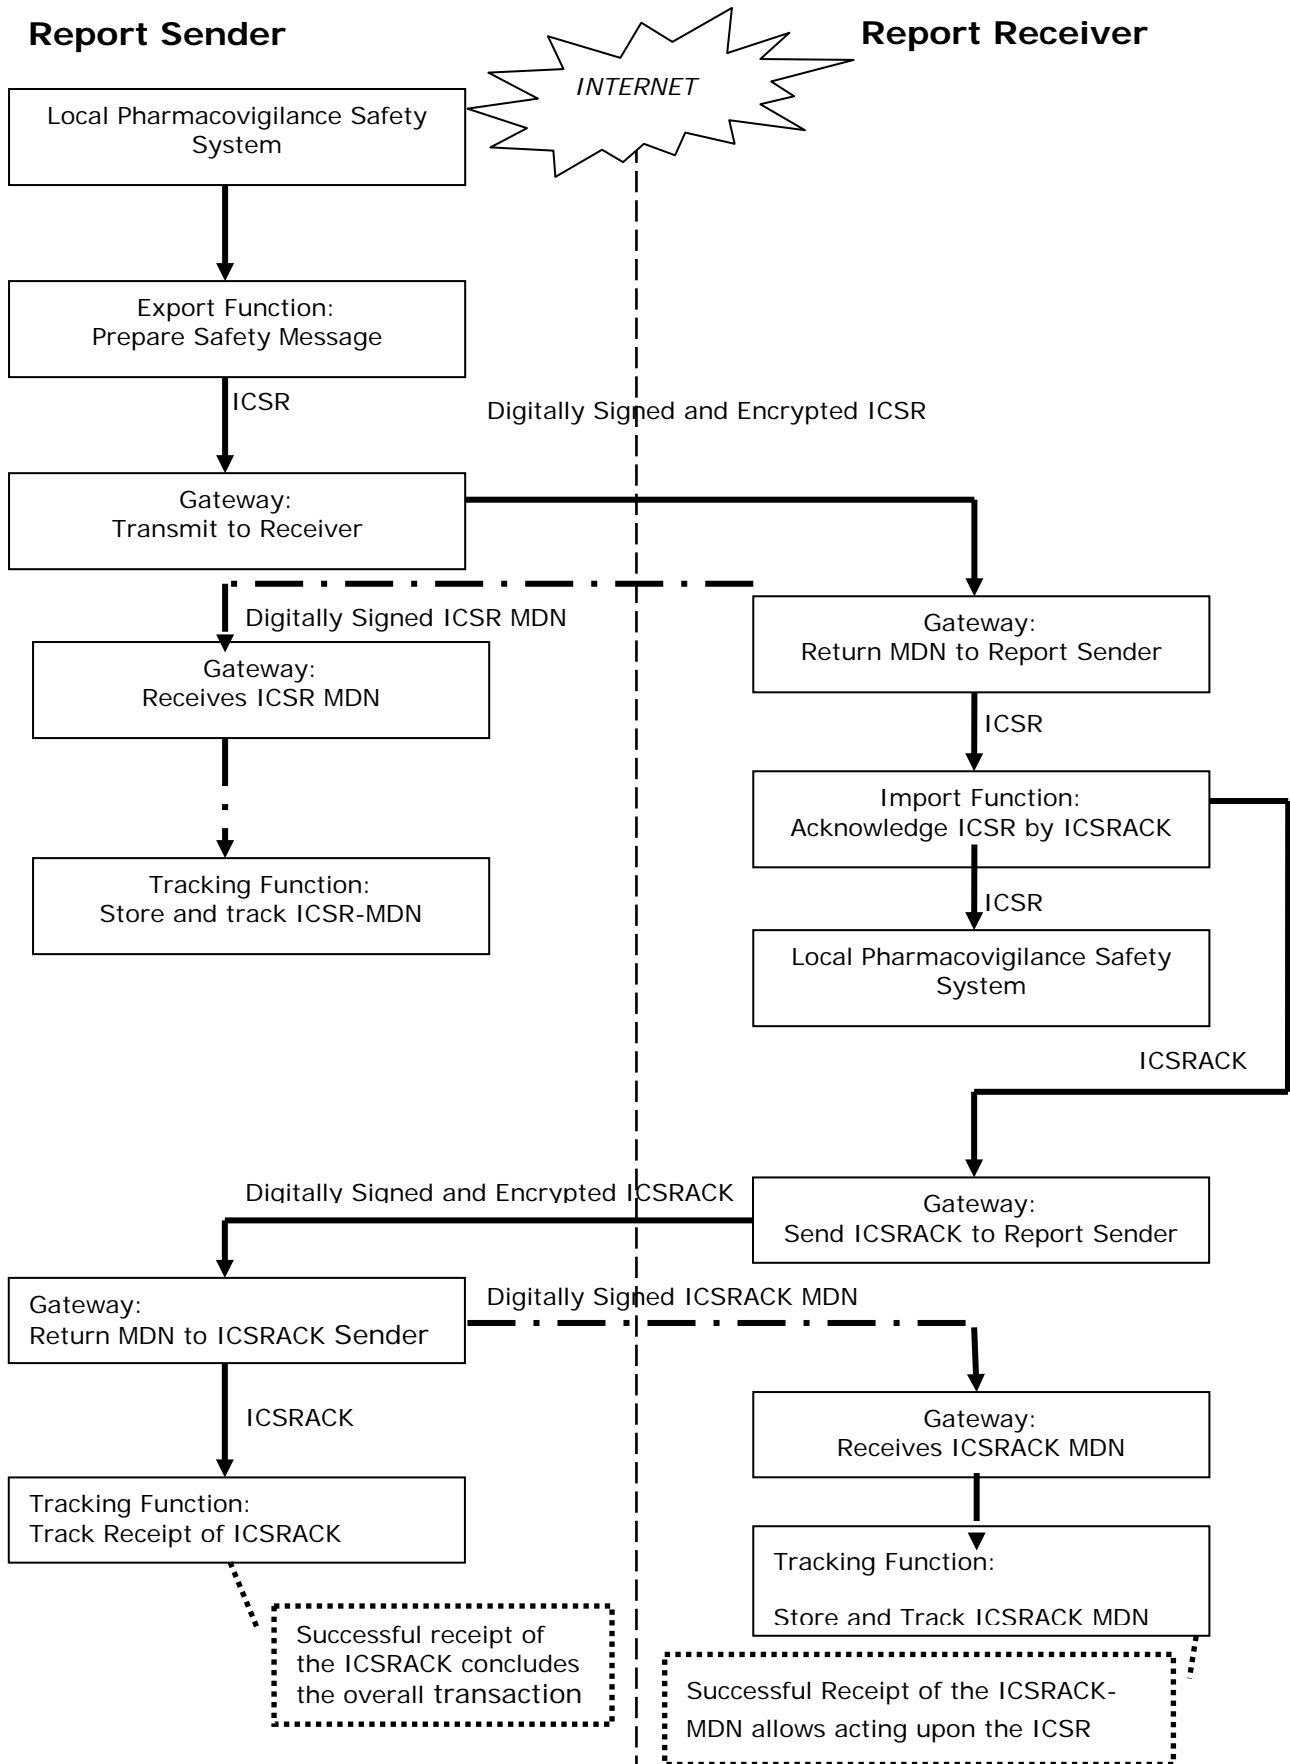 Report Sender
INTERNET
Report Receiver
Local Pharmacovigilance Safety
System
Export Function:
Prepare Safety Message
ICSR
Digitally Signed and Encrypted ICSR
Gateway:
Transmit to Receiver
Digitally Signed ICSR MDN
Gateway:
Return MDN to Report Sender
Gateway:
Receives ICSR MDN
ICSR
Import Function:
Acknowledge ICSR by ICSRACK
Tracking Function:
Store and track ICSR-MDN
ICSR
Local Pharmacovigilance Safety
System
ICSRACK
Digitally Signed and Encrypted ICSRACK
Gateway:
Send ICSRACK to Report Sender
Gateway:
Return MDN to ICSRACK Sender
Digitally Signed ICSRACK MDN
ICSRACK
Gateway:
Receives ICSRACK MDN
Tracking Function:
Track Receipt of ICSRACK
Tracking Function:
Store and Track ICSRACK MDN
Successful receipt of
the ICSRACK concludes
the overall transaction
Successful Receipt of the ICSRACK-
MDN allows acting upon the ICSR